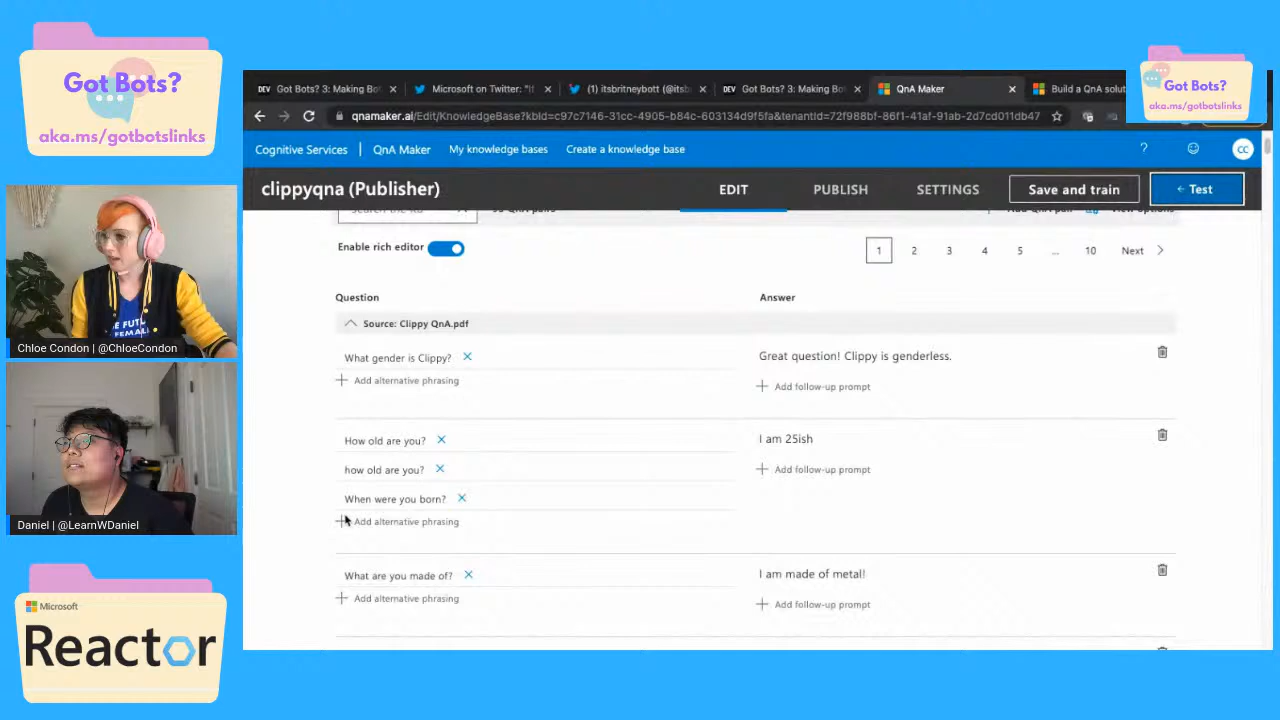 Got Bots?
aka.ms/gotbotslinks
Got Bots?
aka.ms/gotbotslinks
DEV Got Bots? 3: Making Bo
Microsoft on Twitter: "If
(1) itsbritneybott (@itsb
DEV Got Bots? 3: Making Bo
QnA Maker
Build a QnA solut
qnamaker.ai/Edit/KnowledgeBase?kbId=c97c7146-31cc-4905-b84c-603134d9f5fa&tenantId=72f988bf-86f1-41af-91ab-2d7cd011db47
Cognitive Services
QnA Maker
My knowledge bases
Create a knowledge base
?
CC
clippyqna (Publisher)
EDIT
PUBLISH
SETTINGS
Save and train
← Test
Enable rich editor
1 2 3 4 5 ... 10 Next
Question
Answer
Source: Clippy QnA.pdf
What gender is Clippy?
Great question! Clippy is genderless.
Add alternative phrasing
Add follow-up prompt
How old are you?
I am 25ish
how old are you?
Add follow-up prompt
When were you born?
Add alternative phrasing
What are you made of?
I am made of metal!
Add alternative phrasing
Add follow-up prompt
Chloe Condon | @ChloeCondon
Daniel | @LearnWDaniel
Microsoft
Reactor